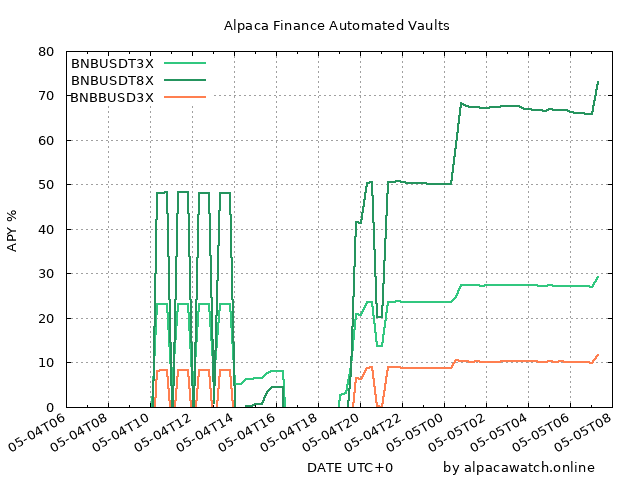 Alpaca Finance Automated Vaults
80
70
60
50
40
30
20
10
0
APY %
BNBUSDT3X
BNBUSDT8X
BNBBUSD3X
05-04T06
05-04T08
05-04T10
05-04T12
05-04T14
05-04T16
05-04T18
05-04T20
05-04T22
05-05T00
05-05T02
05-05T04
05-05T06
05-05T08
DATE UTC+0
by alpacawatch.online